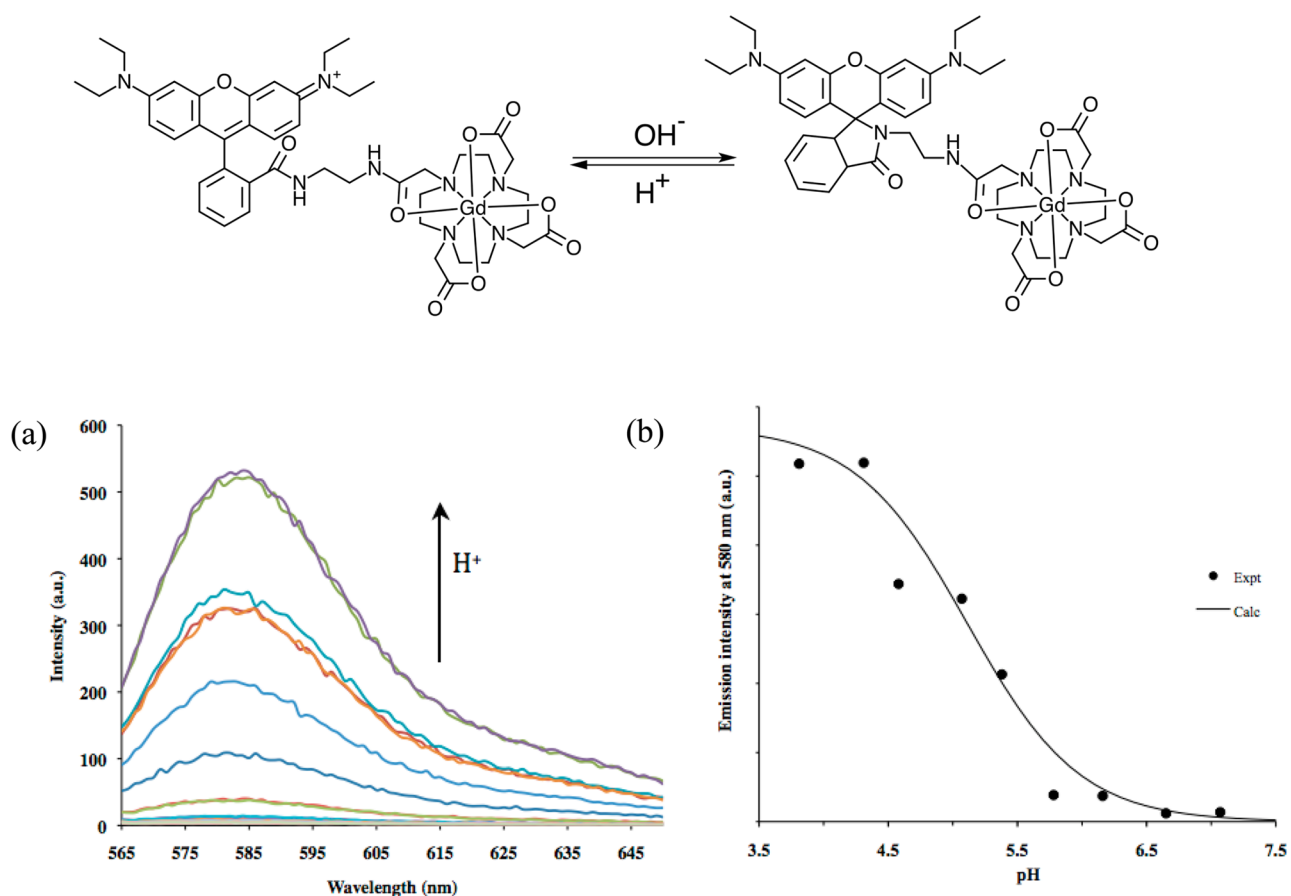 N O N+
O
N H
H N
O
N N
N N
Gd
O O
O O
O O
O
OH-
H+
N O N
N
O
H N
O
N N
N N
Gd
O O
O O
O O
(a)
600
500
400
300
200
100
0
Intensity (a.u.)
H+
565 575 585 595 605 615 625 635 645
Wavelength (nm)
(b)
Emission intensity at 580 nm (a.u.)
Expt
Calc
3.5 4.5 5.5 6.5 7.5
pH